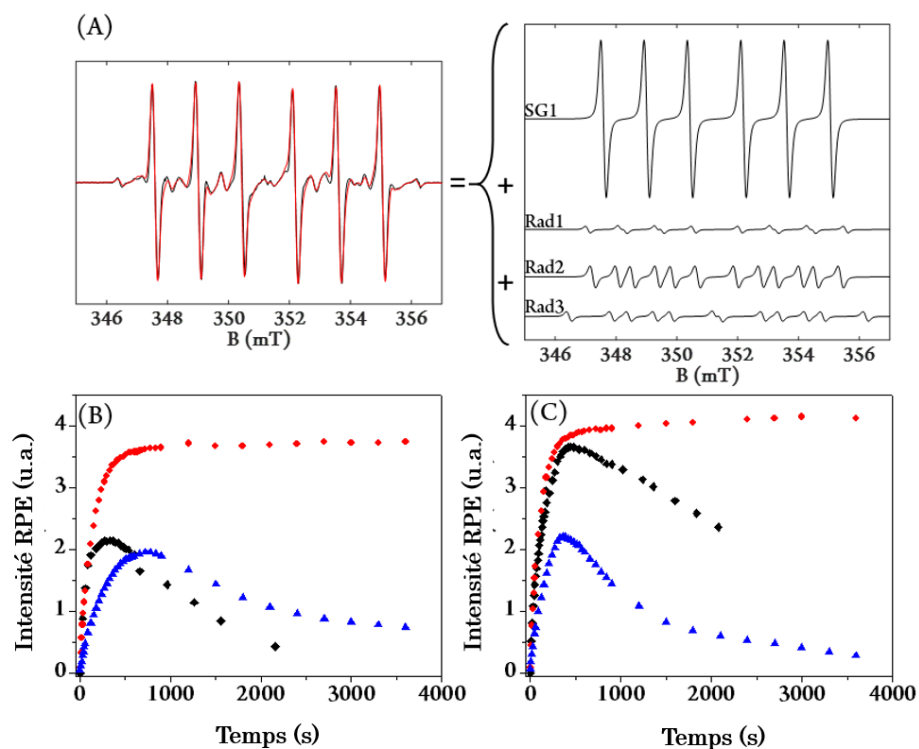 (A)
=
+
+
SG1
Rad1
Rad2
Rad3
346 348 350 352 354 356
B (mT)
346 348 350 352 354 356
B (mT)
(B)
Intensité RPE (u.a.)
4
3
2
1
0
0 1000 2000 3000 4000
Temps (s)
(C)
Intensité RPE (u.a.)
4
3
2
1
0
0 1000 2000 3000 4000
Temps (s)